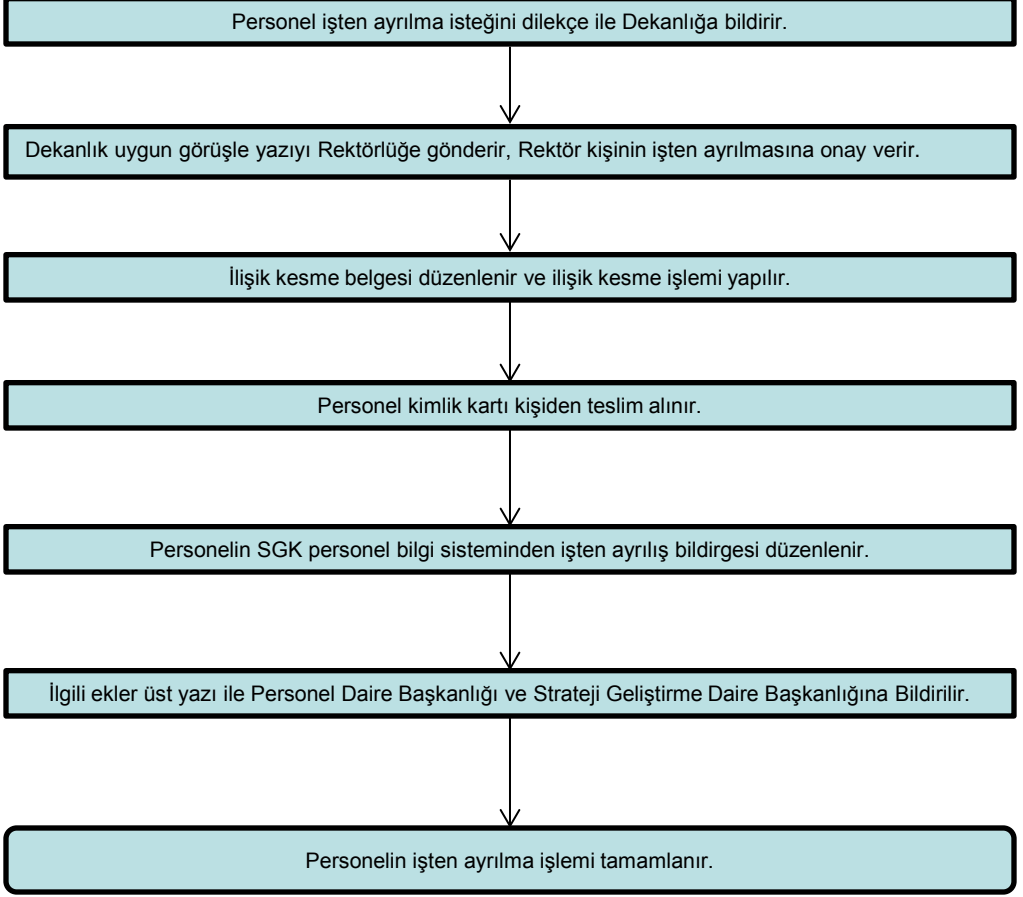 Personel işten ayrılma isteğini dilekçe ile Dekanlığa bildirir.
Dekanlık uygun görüşle yazıyı Rektörlüğe gönderir, Rektör kişinin işten ayrılmasına onay verir.
İlişik kesme belgesi düzenlenir ve ilişik kesme işlemi yapılır.
Personel kimlik kartı kişiden teslim alınır.
Personelin SGK personel bilgi sisteminden işten ayrılış bildirgesi düzenlenir.
İlgili ekler üst yazı ile Personel Daire Başkanlığı ve Strateji Geliştirme Daire Başkanlığına Bildirilir.
Personelin işten ayrılma işlemi tamamlanır.